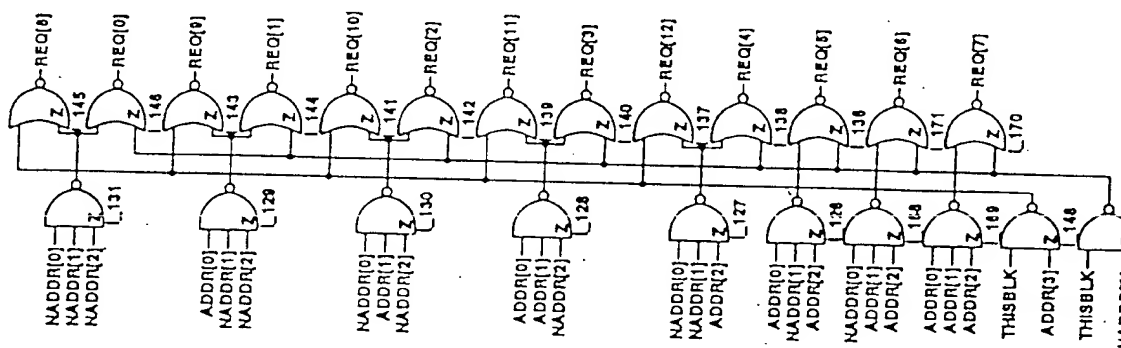 REQ[8]
REQ[0]
REQ[9]
REQ[1]
REQ[10]
REQ[2]
REQ[11]
REQ[3]
REQ[12]
REQ[4]
REQ[5]
REQ[6]
REQ[7]
Z
145
Z
146
Z
143
Z
144
Z
141
Z
142
Z
139
Z
140
Z
137
Z
138
Z
136
Z
171
Z
170
Z
131
Z
129
Z
130
Z
128
Z
127
Z
126
Z
168
Z
169
Z
148
Z
NADDR[0]
NADDR[1]
NADDR[2]
ADDR[0]
NADDR[1]
NADDR[2]
NADDR[0]
ADDR[1]
NADDR[2]
ADDR[0]
ADDR[1]
NADDR[2]
NADDR[0]
NADDR[1]
ADDR[2]
ADDR[0]
NADDR[1]
ADDR[2]
NADDR[0]
ADDR[1]
ADDR[2]
ADDR[0]
ADDR[1]
ADDR[2]
THISBLK
ADDR[3]
THISBLK